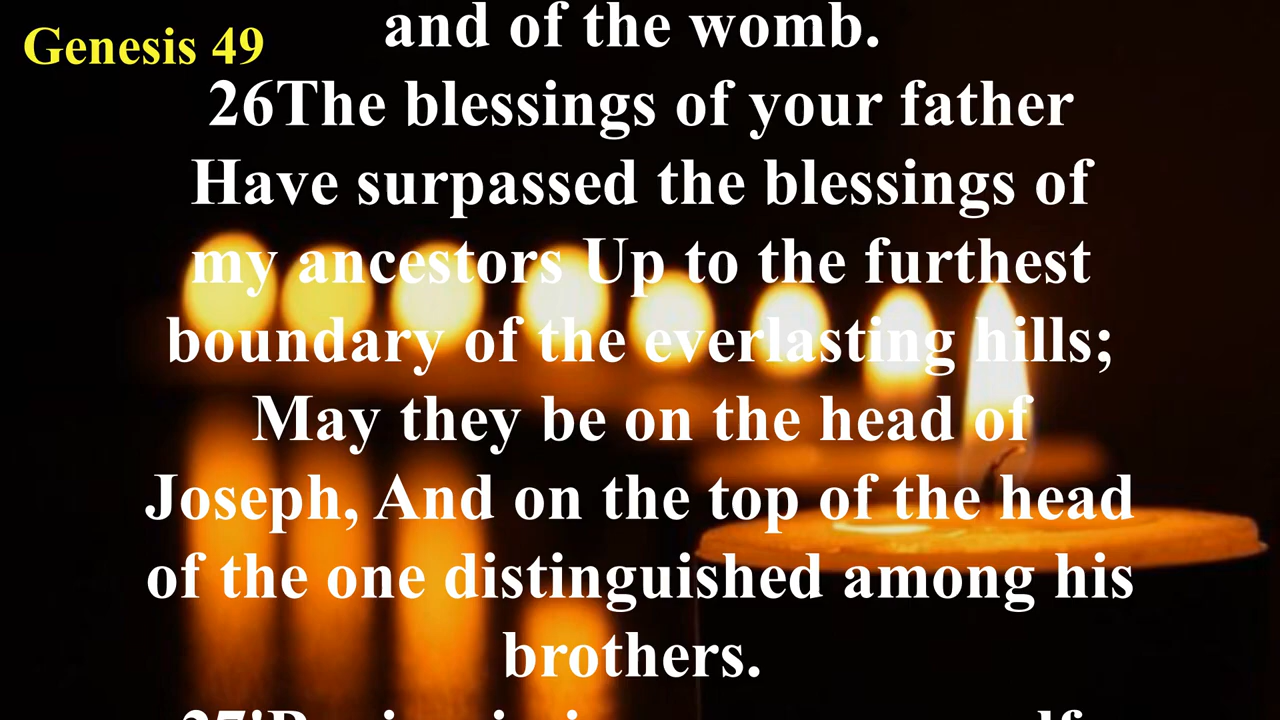 Genesis 49
and of the womb.
26The blessings of your father
Have surpassed the blessings of
my ancestors Up to the furthest
boundary of the everlasting hills;
May they be on the head of
Joseph, And on the top of the head
of the one distinguished among his
brothers.